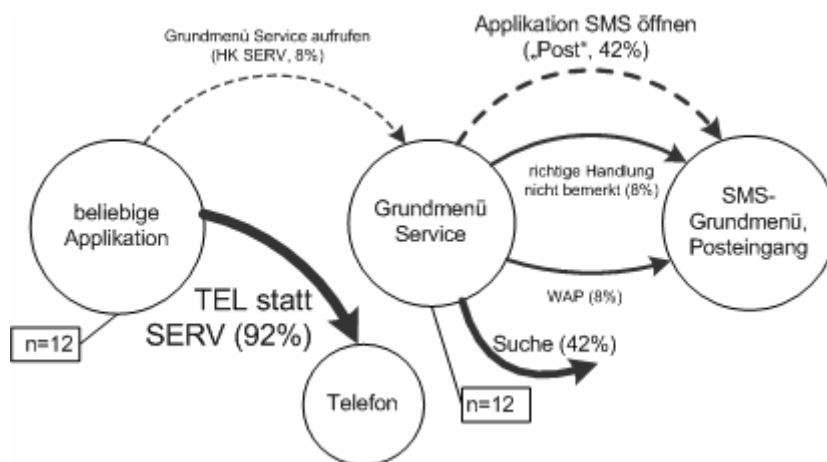 Grundmenü Service aufrufen
(HK SERV, 8%)
Applikation SMS öffnen
(„Post“, 42%)
beliebige
Applikation
Grundmenü
Service
richtige Handlung
nicht bemerkt (8%)
SMS-
Grundmenü,
Posteingang
TEL statt
SERV (92%)
WAP (8%)
Suche (42%)
n=12
Telefon
n=12